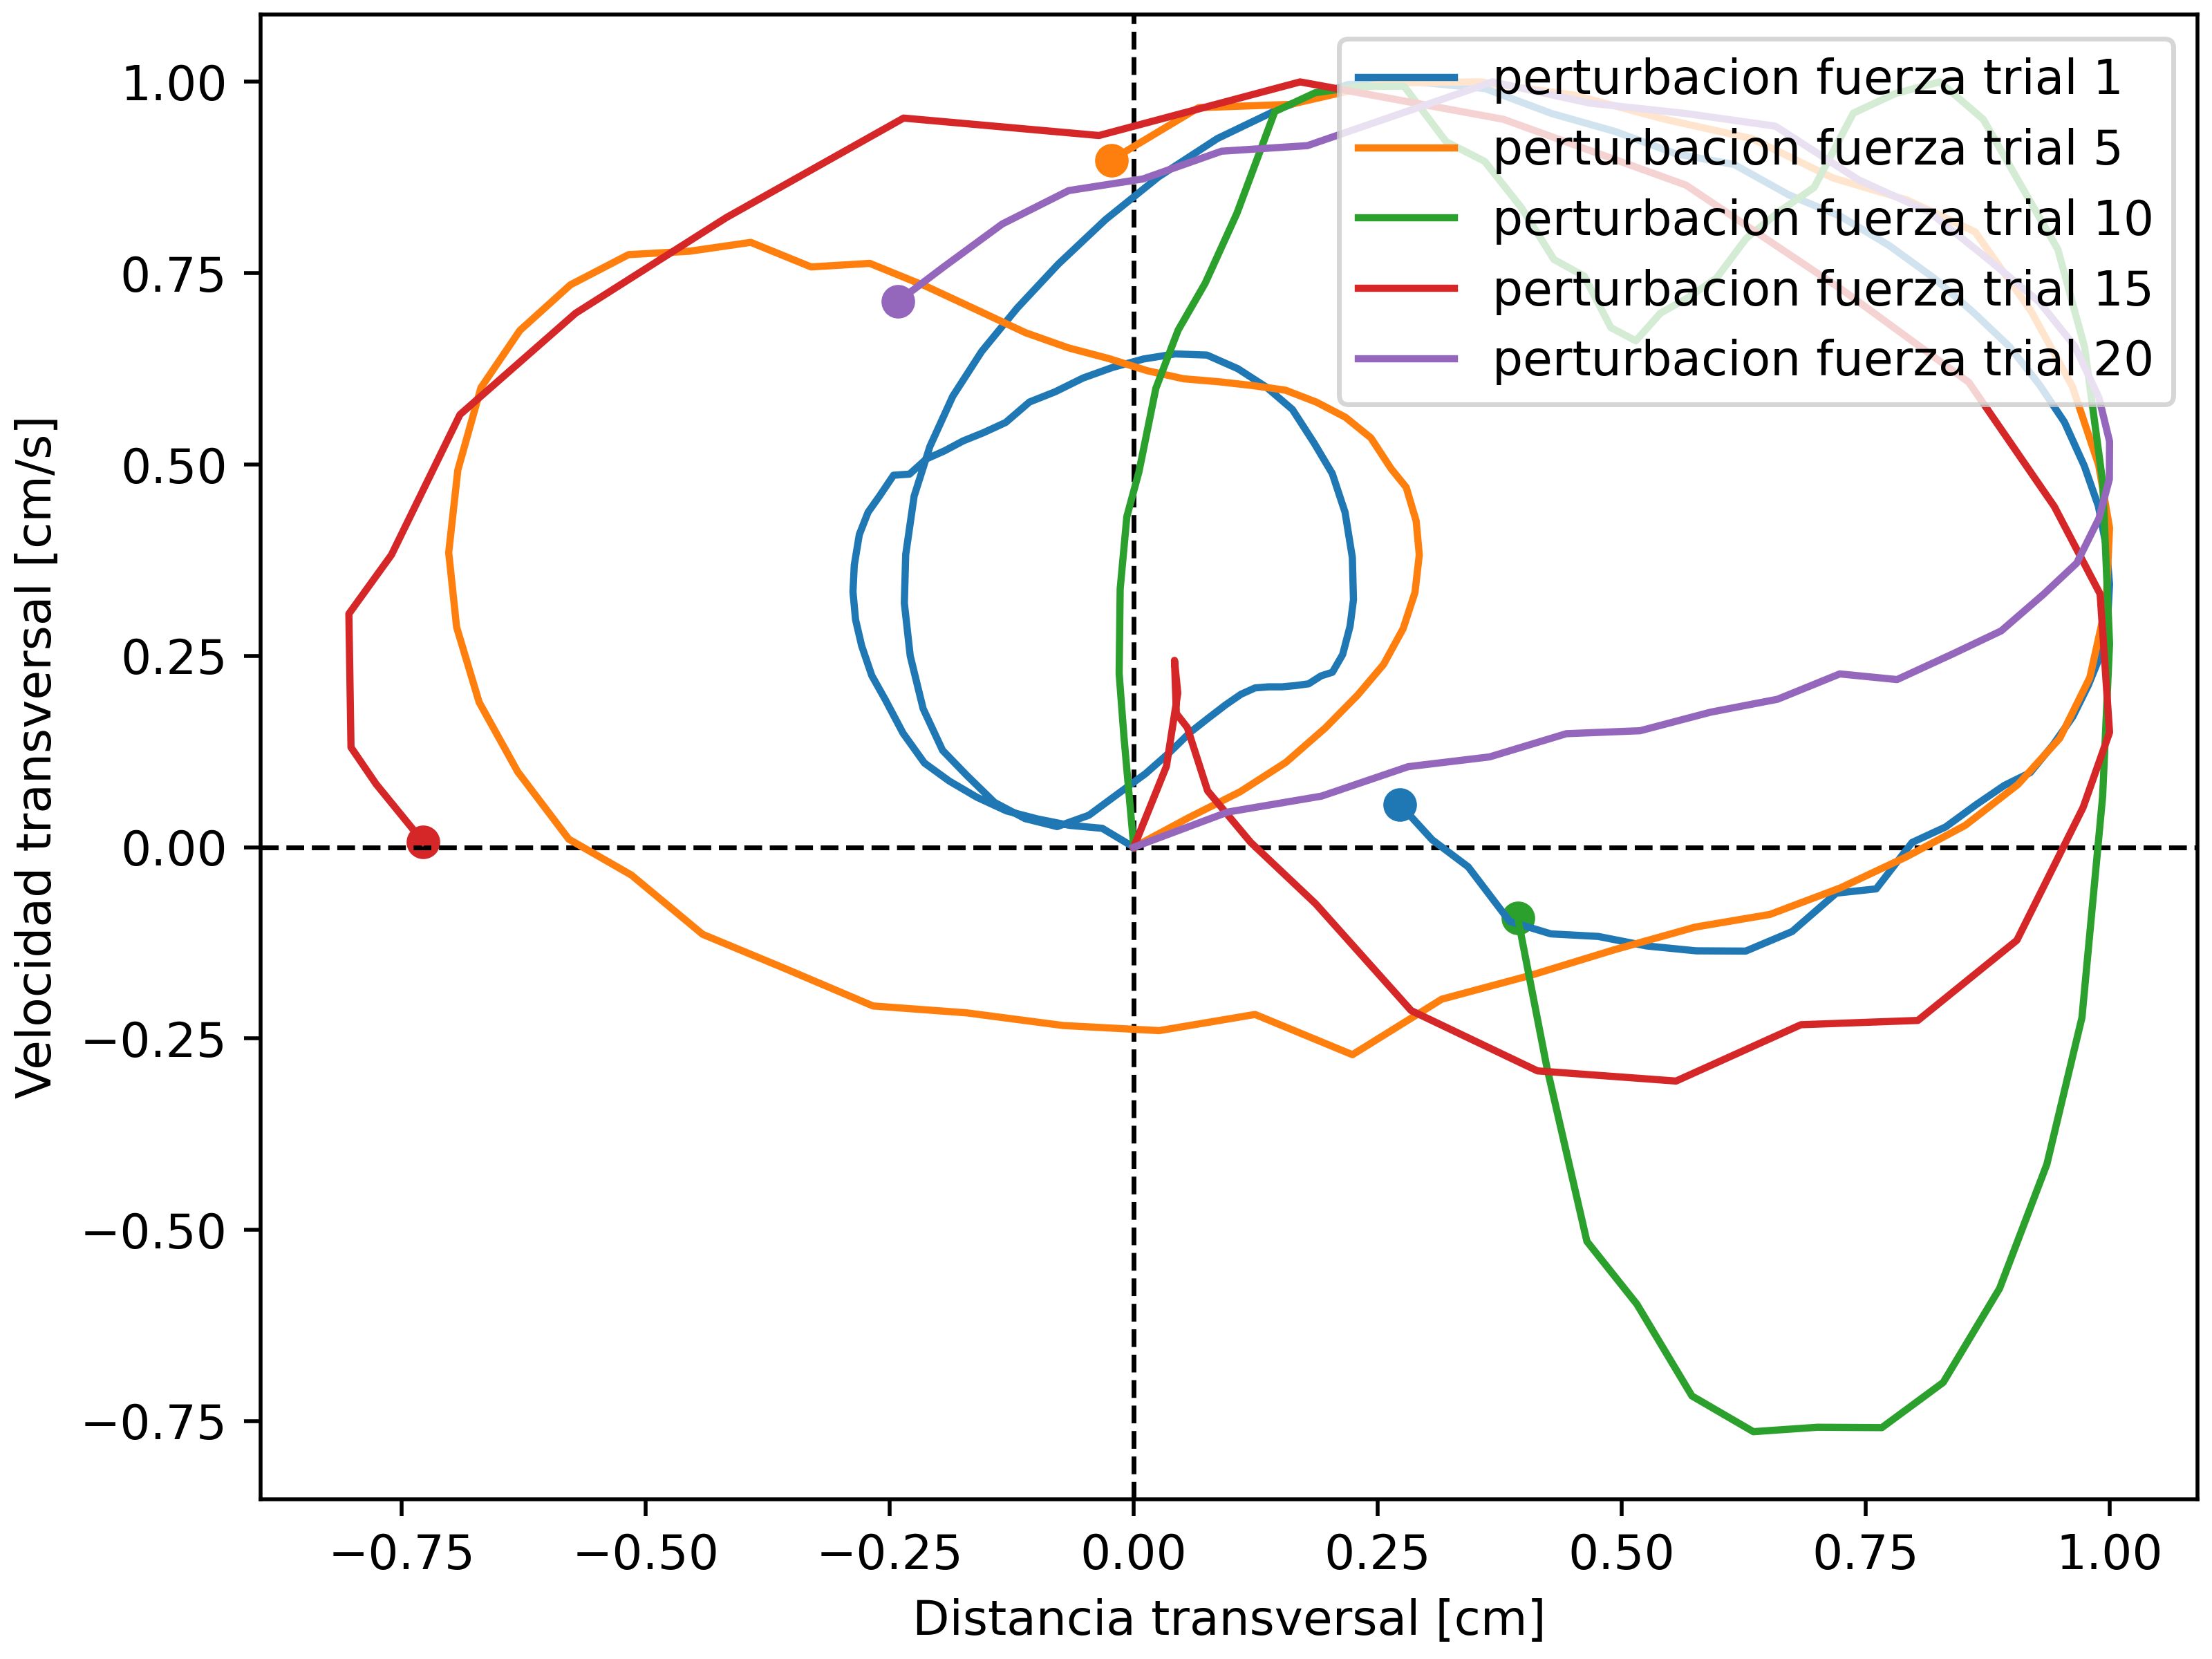 perturbacion fuerza trial 1
perturbacion fuerza trial 5
perturbacion fuerza trial 10
perturbacion fuerza trial 15
perturbacion fuerza trial 20
1.00
0.75
0.50
0.25
0.00
−0.25
−0.50
−0.75
Velocidad transversal [cm/s]
−0.75 −0.50 −0.25 0.00 0.25 0.50 0.75 1.00
Distancia transversal [cm]